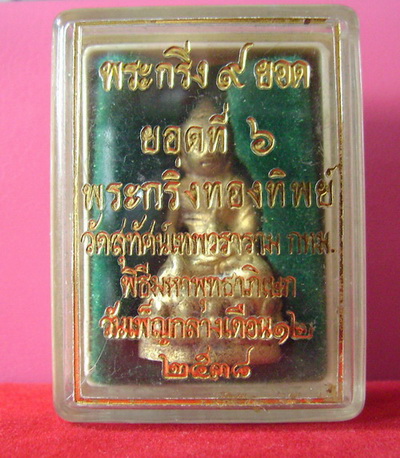 พระกริ่ง ๙ ยอด
ยอดที่ ๖
พระกริ่งทองทิพย์
วัดสุทัศน์เทพวราราม กทม.
พิธีมหาพุทธาภิเษก
วันเพ็ญกลางเดือน๑๒
๒๕๓๗